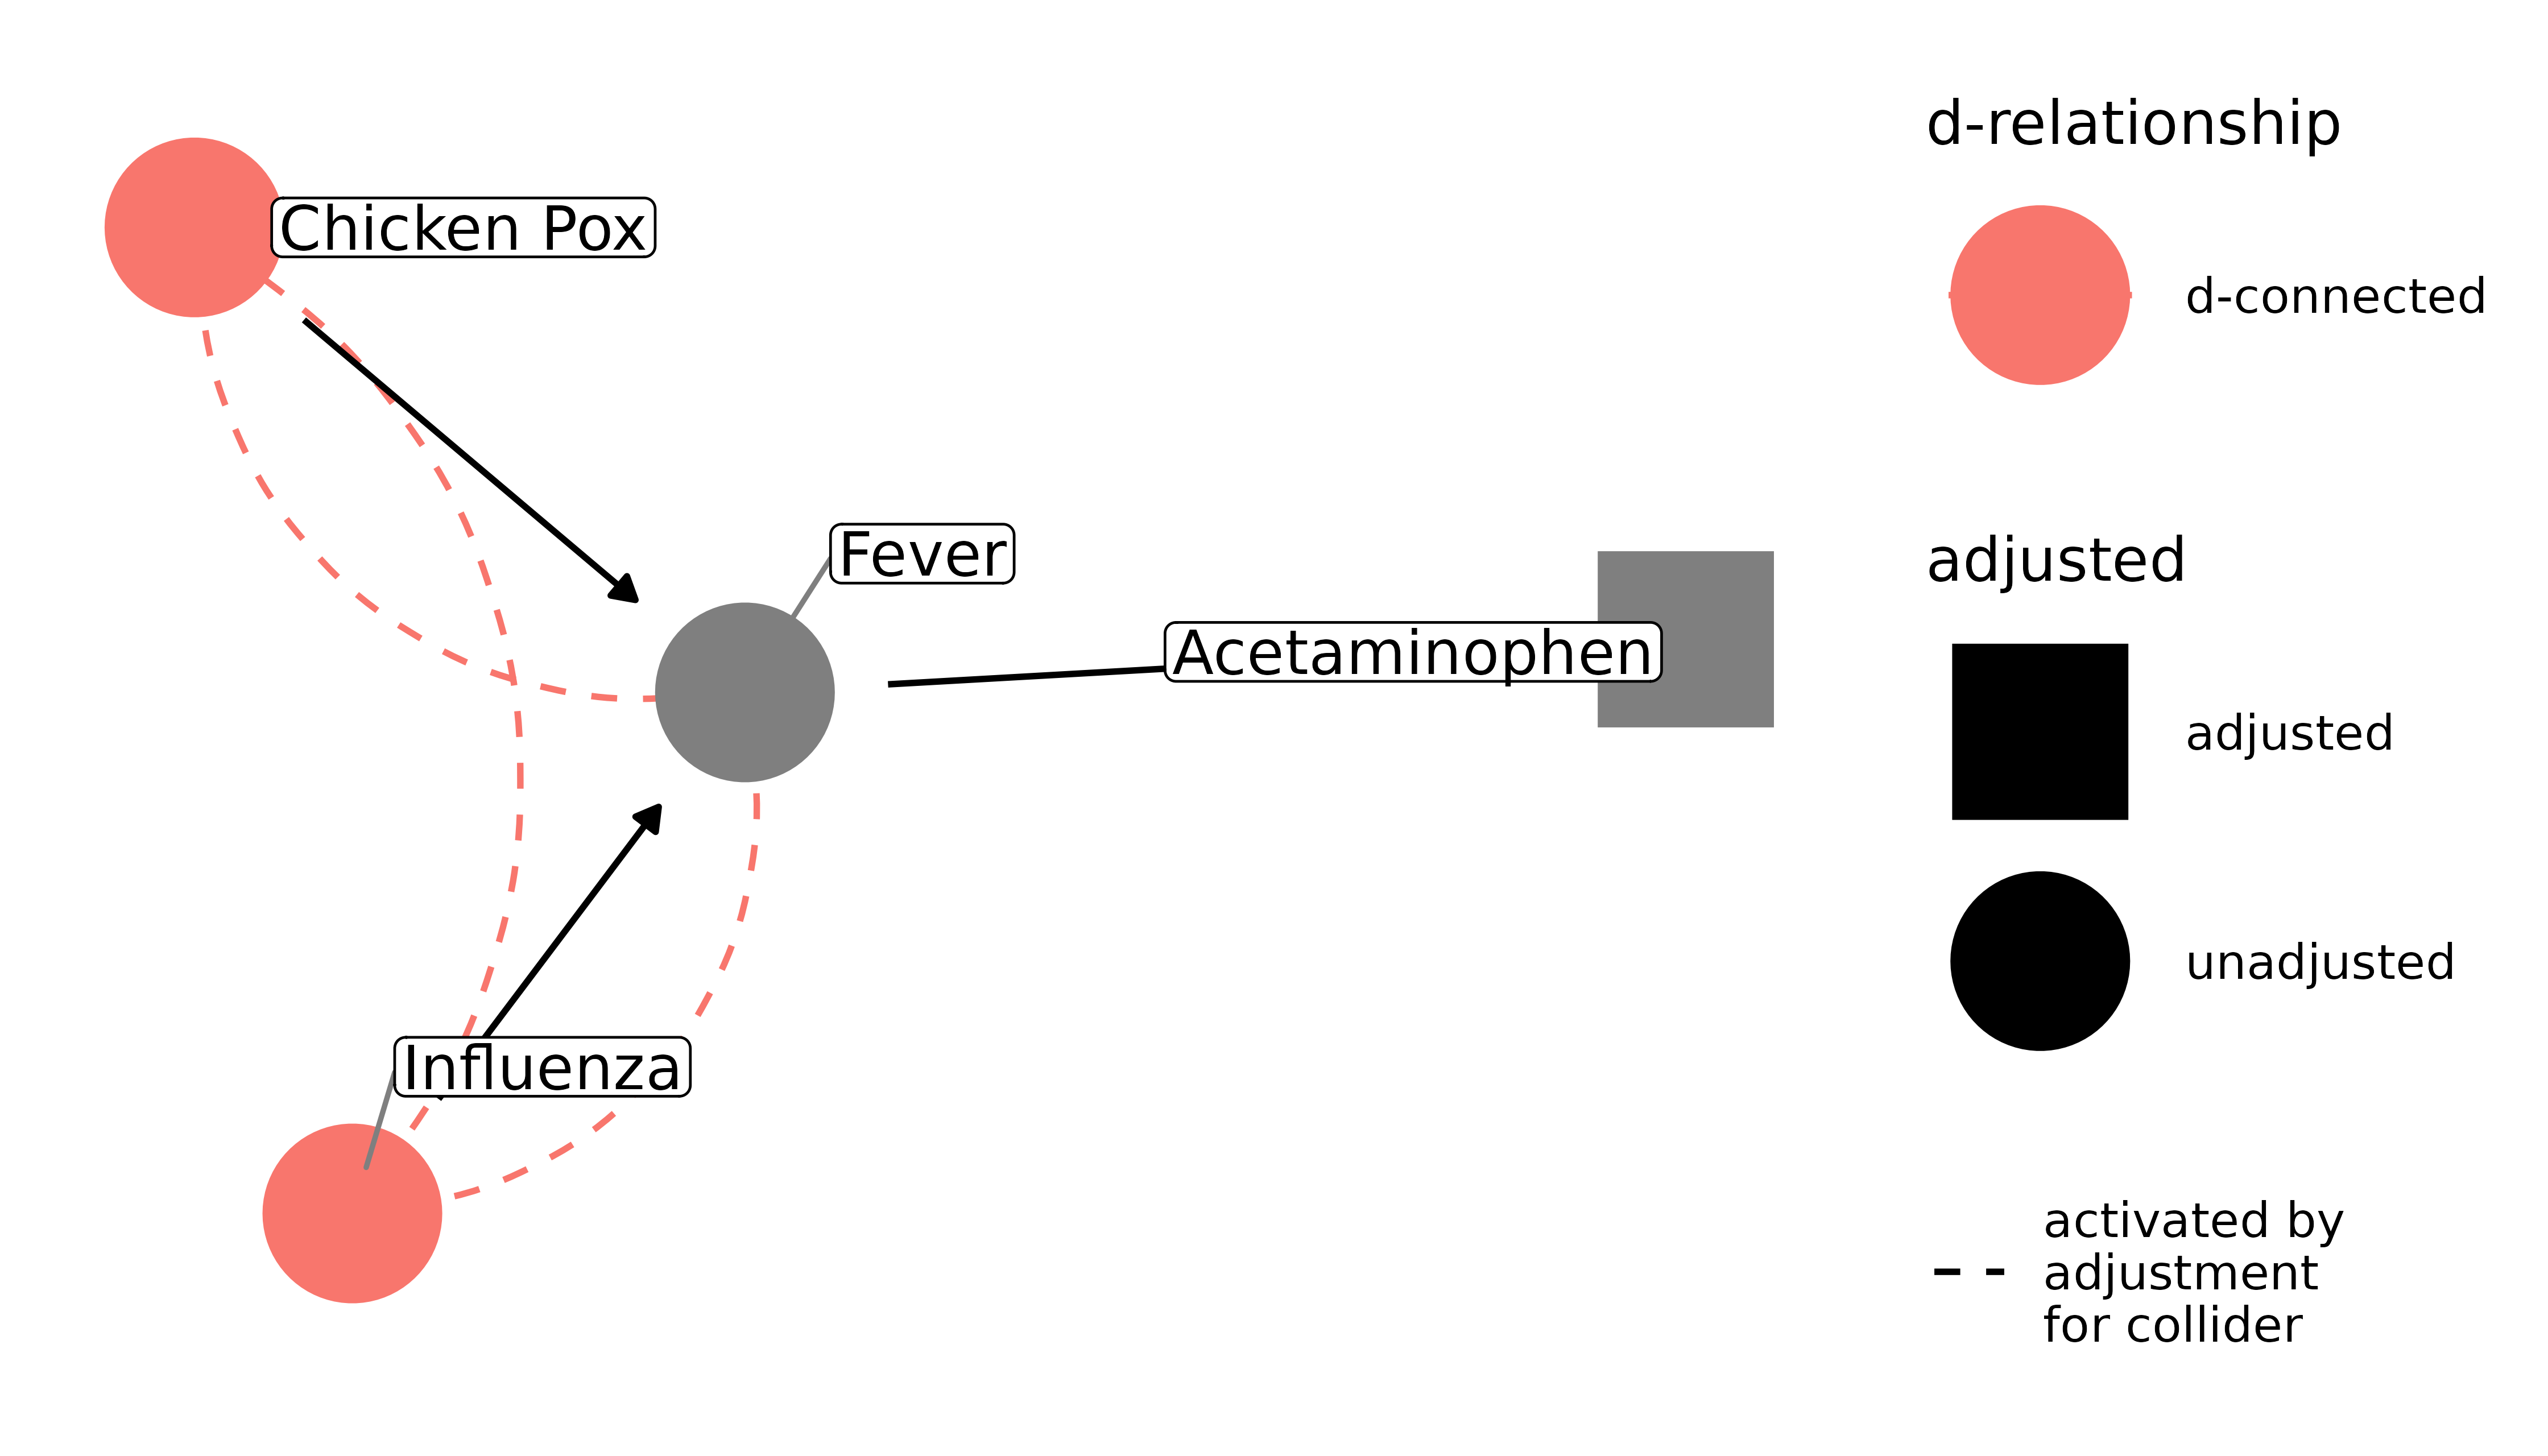 Chicken Pox
Fever
Acetaminophen
Influenza
d-relationship
d-connected
adjusted
adjusted
unadjusted
activated by
adjustment
for collider